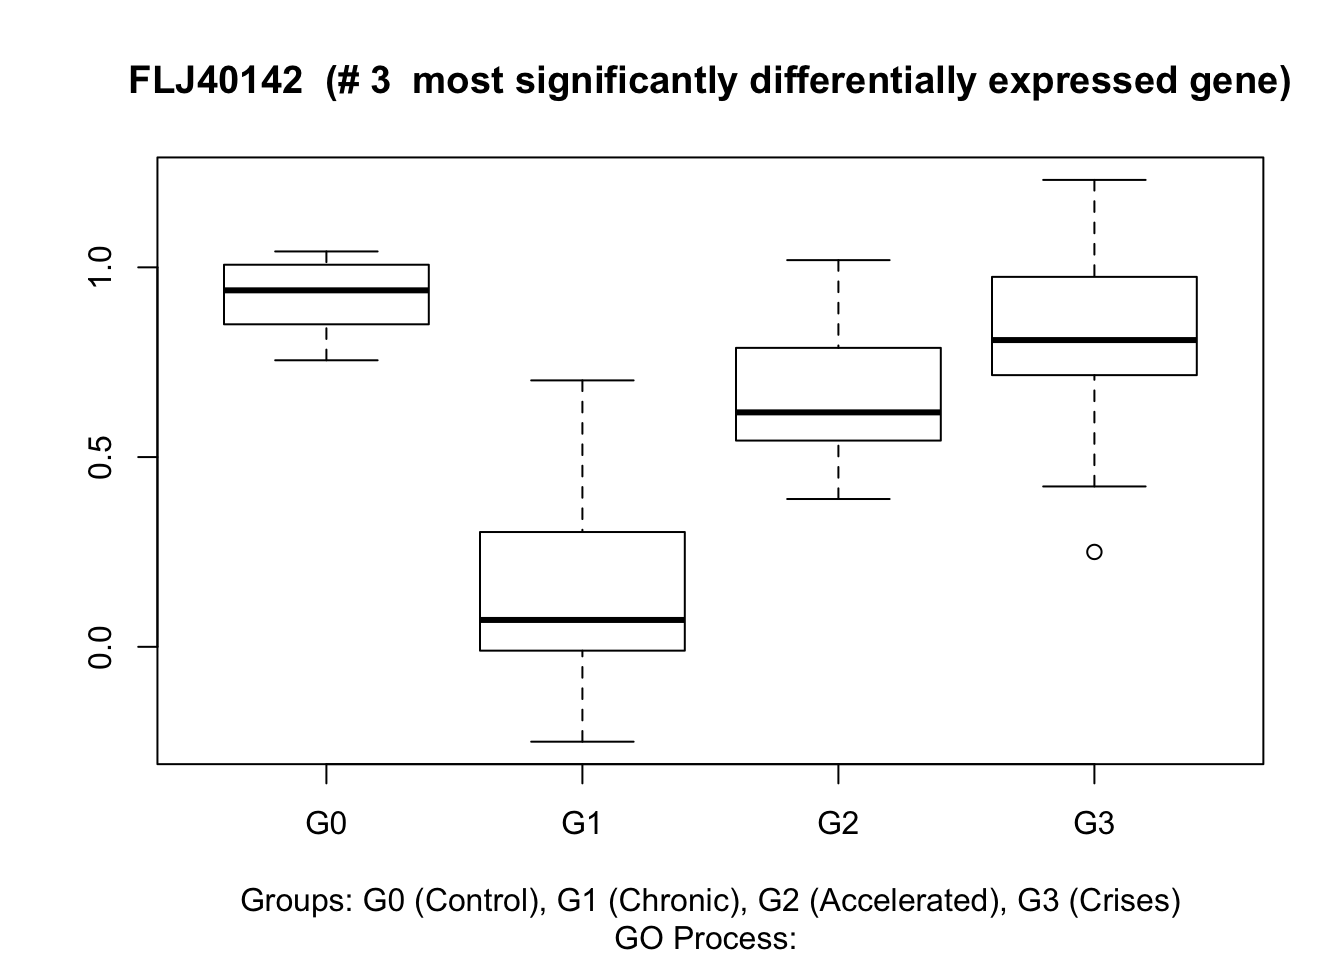 FLJ40142 (# 3 most significantly differentially expressed gene)
1.0
0.5
0.0
G0 G1 G2 G3
Groups: G0 (Control), G1 (Chronic), G2 (Accelerated), G3 (Crises)
GO Process: